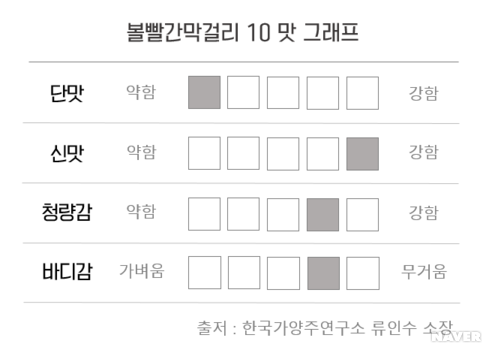 볼빨간막걸리 10 맛 그래프
단맛 약함 강함
신맛 약함 강함
청량감 약함 강함
바디감 가벼움 무거움
출처 : 한국가양주연구소 류인수 소장
NAVER